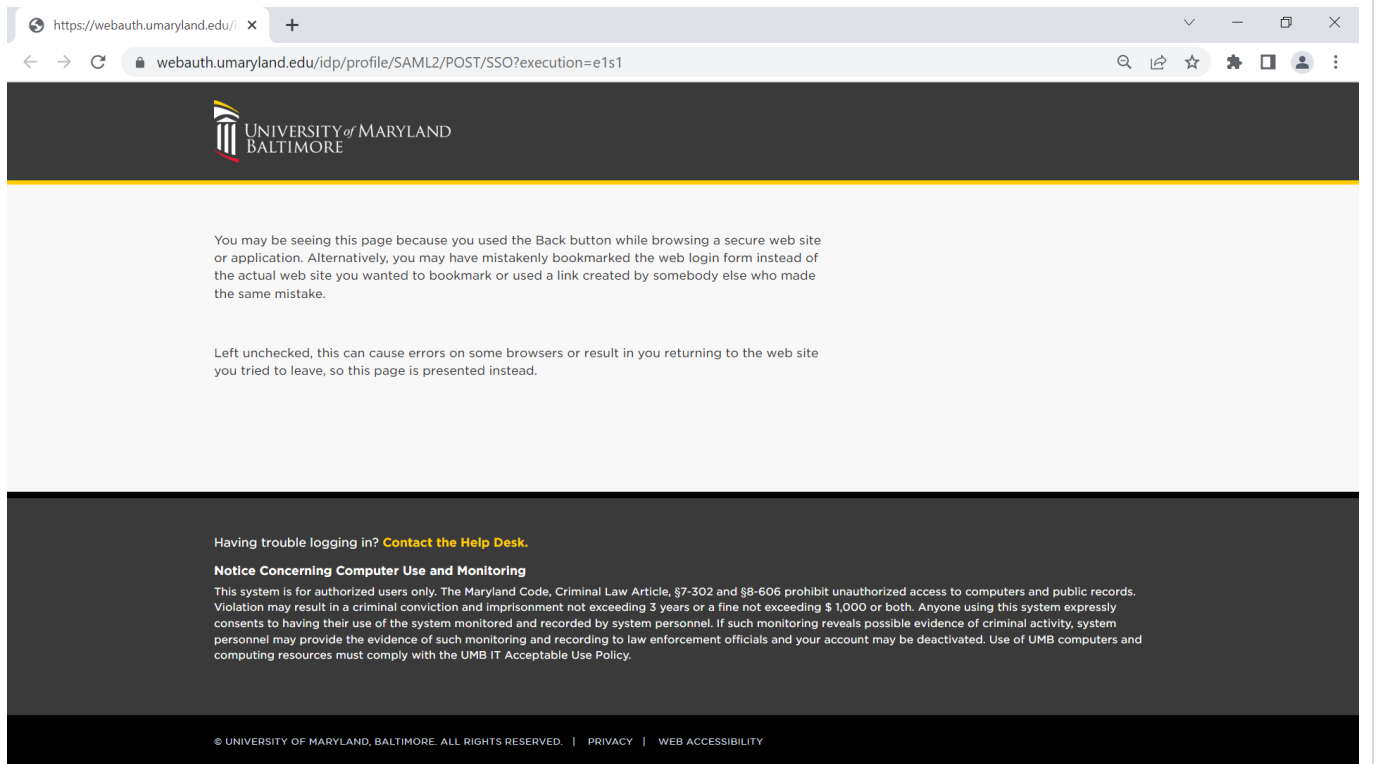 https://webauth.umaryland.edu/i
webauth.umaryland.edu/idp/profile/SAML2/POST/SSO?execution=e1s1
UNIVERSITY of MARYLAND
BALTIMORE
You may be seeing this page because you used the Back button while browsing a secure web site
or application. Alternatively, you may have mistakenly bookmarked the web login form instead of
the actual web site you wanted to bookmark or used a link created by somebody else who made
the same mistake.
Left unchecked, this can cause errors on some browsers or result in you returning to the web site
you tried to leave, so this page is presented instead.
Having trouble logging in? Contact the Help Desk.
Notice Concerning Computer Use and Monitoring
This system is for authorized users only. The Maryland Code, Criminal Law Article, §7-302 and §8-606 prohibit unauthorized access to computers and public records.
Violation may result in a criminal conviction and imprisonment not exceeding 3 years or a fine not exceeding $ 1,000 or both. Anyone using this system expressly
consents to having their use of the system monitored and recorded by system personnel. If such monitoring reveals possible evidence of criminal activity, system
personnel may provide the evidence of such monitoring and recording to law enforcement officials and your account may be deactivated. Use of UMB computers and
computing resources must comply with the UMB IT Acceptable Use Policy.
© UNIVERSITY OF MARYLAND, BALTIMORE. ALL RIGHTS RESERVED. | PRIVACY | WEB ACCESSIBILITY